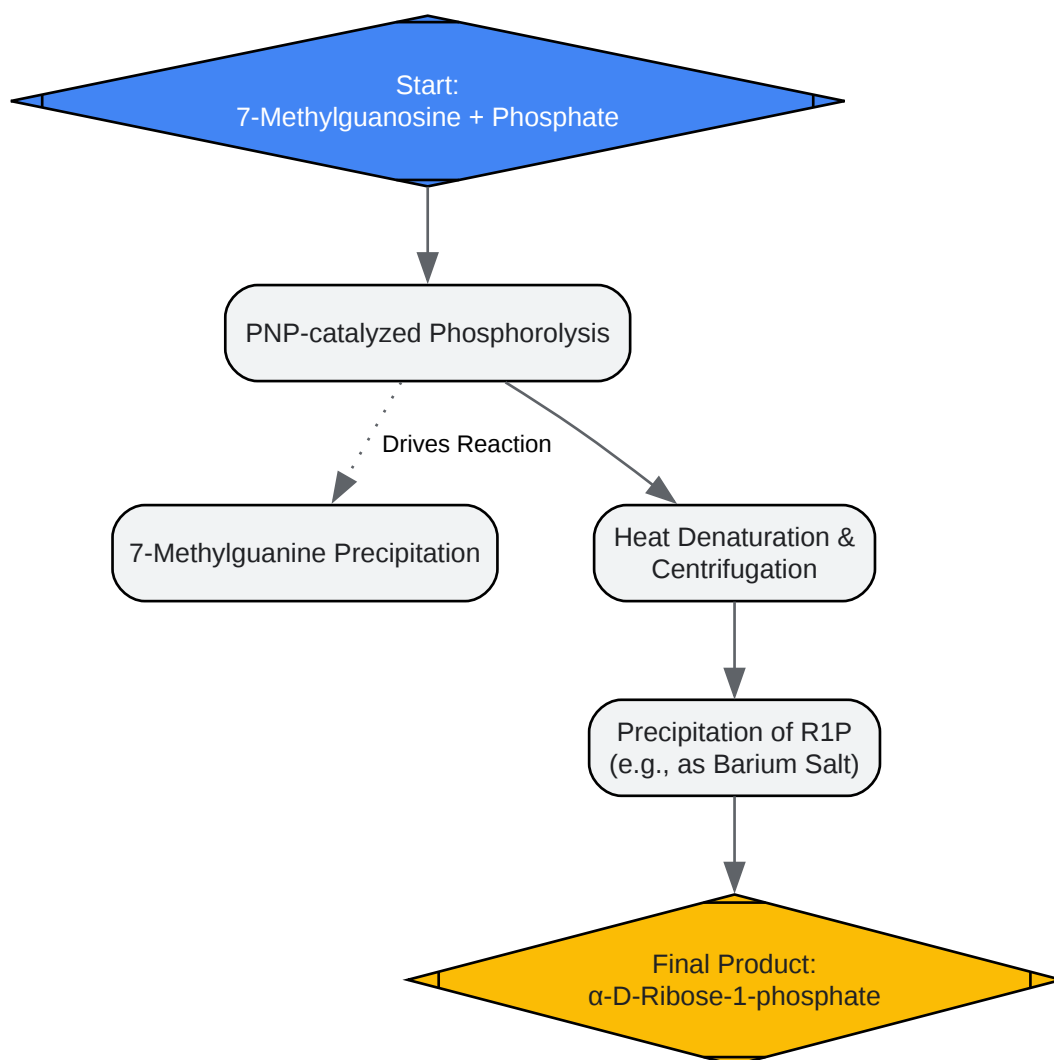 Start:
7-Methylguanosine + Phosphate
PNP-catalyzed Phosphorolysis
Drives Reaction
7-Methylguanine Precipitation
Heat Denaturation &
Centrifugation
Precipitation of R1P
(e.g., as Barium Salt)
Final Product:
α-D-Ribose-1-phosphate